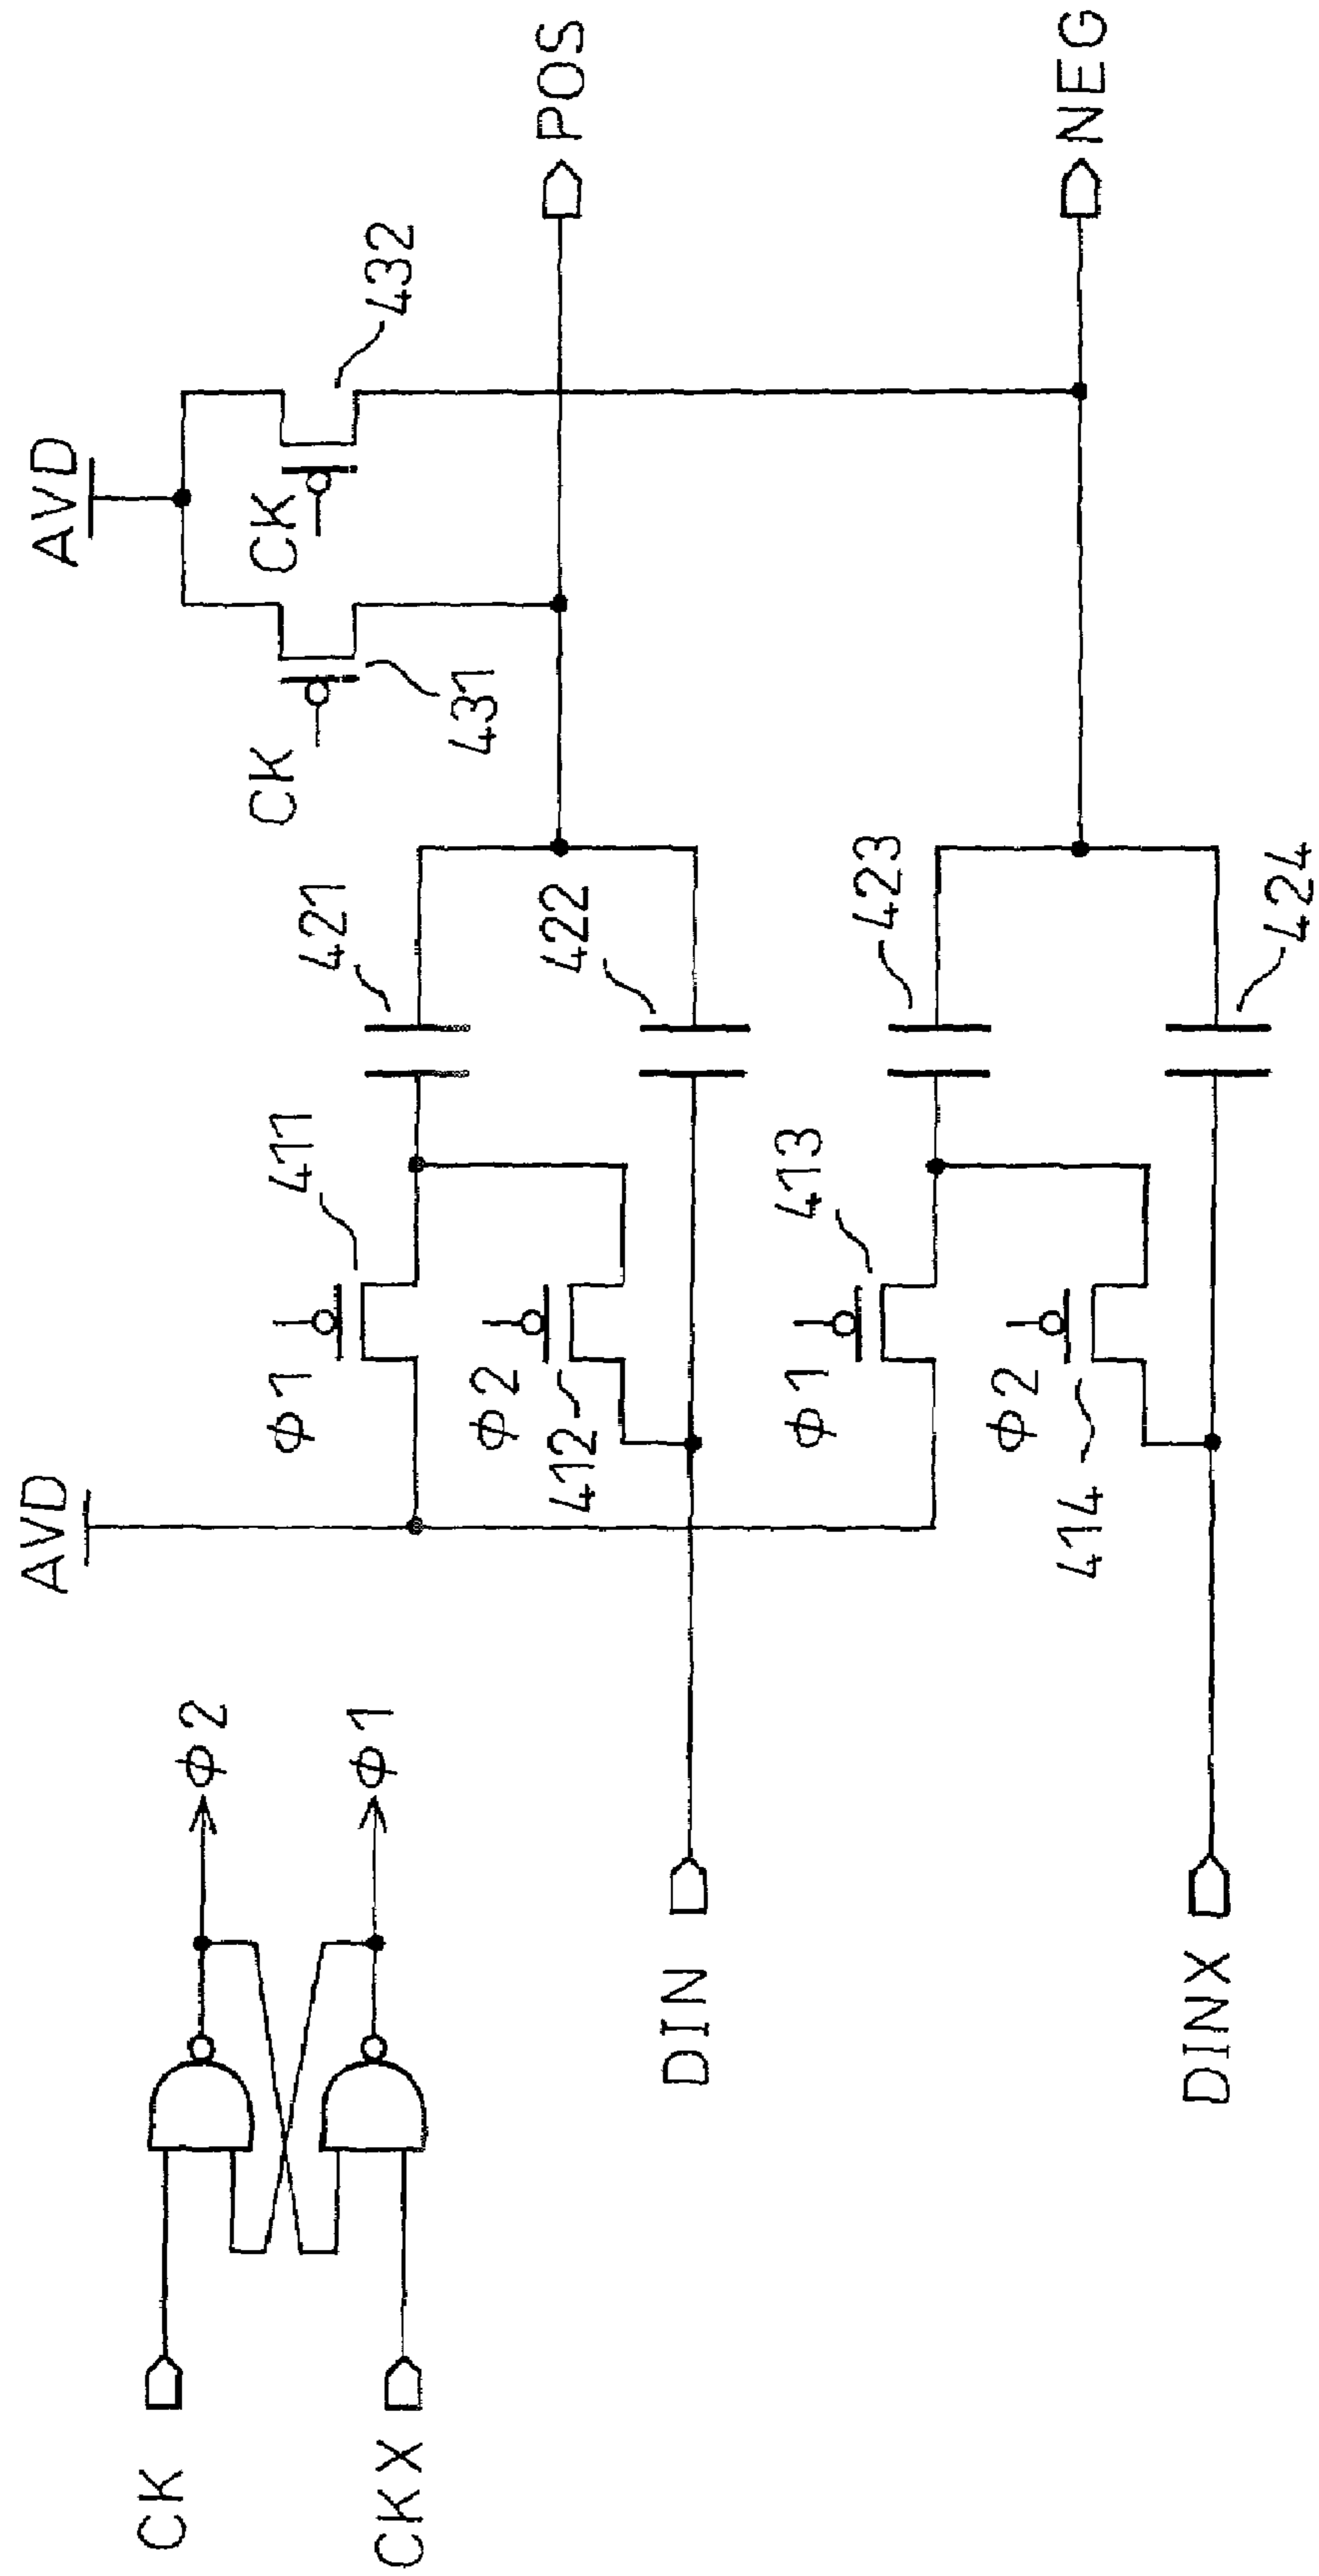 AVD
AVD
CK
432
POS
CK
431
φ2
φ1
411
421
φ1
CK
φ2
412
422
CKX
DIN
φ1
413
423
φ2
414
424
NEG
DINX